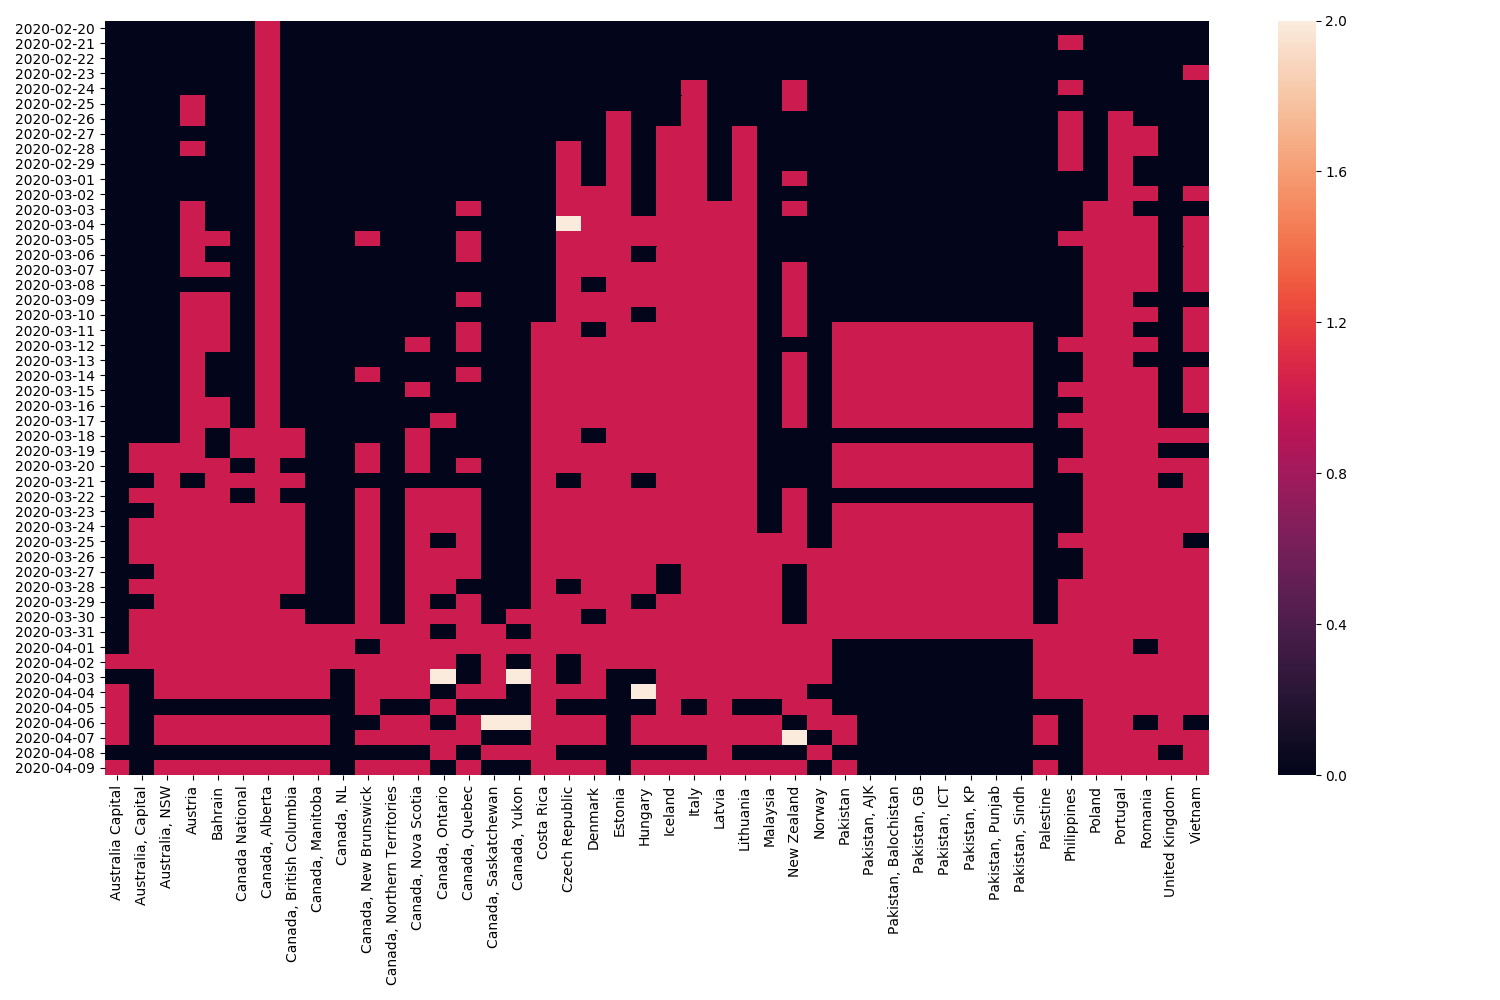 2020-02-20
2020-02-21
2020-02-22
2020-02-23
2020-02-24
2020-02-25
2020-02-26
2020-02-27
2020-02-28
2020-02-29
2020-03-01
2020-03-02
2020-03-03
2020-03-04
2020-03-05
2020-03-06
2020-03-07
2020-03-08
2020-03-09
2020-03-10
2020-03-11
2020-03-12
2020-03-13
2020-03-14
2020-03-15
2020-03-16
2020-03-17
2020-03-18
2020-03-19
2020-03-20
2020-03-21
2020-03-22
2020-03-23
2020-03-24
2020-03-25
2020-03-26
2020-03-27
2020-03-28
2020-03-29
2020-03-30
2020-03-31
2020-04-01
2020-04-02
2020-04-03
2020-04-04
2020-04-05
2020-04-06
2020-04-07
2020-04-08
2020-04-09
Australia Capital
Australia, Capital
Australia, NSW
Austria
Bahrain
Canada National
Canada, Alberta
Canada, British Columbia
Canada, Manitoba
Canada, NL
Canada, New Brunswick
Canada, Northern Territories
Canada, Nova Scotia
Canada, Ontario
Canada, Quebec
Canada, Saskatchewan
Canada, Yukon
Costa Rica
Czech Republic
Denmark
Estonia
Hungary
Iceland
Italy
Latvia
Lithuania
Malaysia
New Zealand
Norway
Pakistan
Pakistan, AJK
Pakistan, Balochistan
Pakistan, GB
Pakistan, ICT
Pakistan, KP
Pakistan, Punjab
Pakistan, Sindh
Palestine
Philippines
Poland
Portugal
Romania
United Kingdom
Vietnam
2.0
1.6
1.2
0.8
0.4
0.0